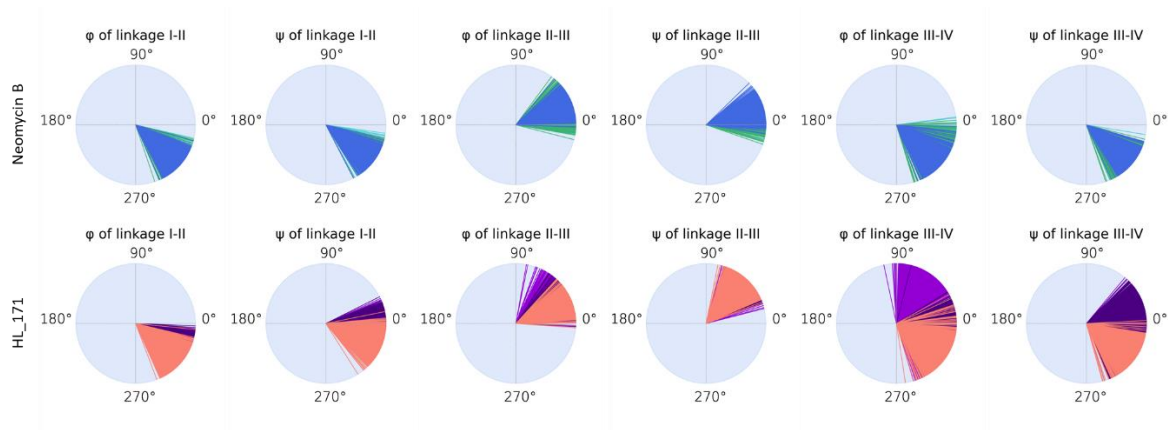 φ of linkage I-II ψ of linkage I-II φ of linkage II-III ψ of linkage II-III φ of linkage III-IV ψ of linkage III-IV
90° 90° 90° 90° 90° 90°
Neomycin B
180° 0° 180° 0° 180° 0° 180° 0° 180° 0° 180° 0°
270° 270° 270° 270° 270° 270°
φ of linkage I-II ψ of linkage I-II φ of linkage II-III ψ of linkage II-III φ of linkage III-IV ψ of linkage III-IV
90° 90° 90° 90° 90° 90°
HL_171
180° 0° 180° 0° 180° 0° 180° 0° 180° 0° 180° 0°
270° 270° 270° 270° 270° 270°